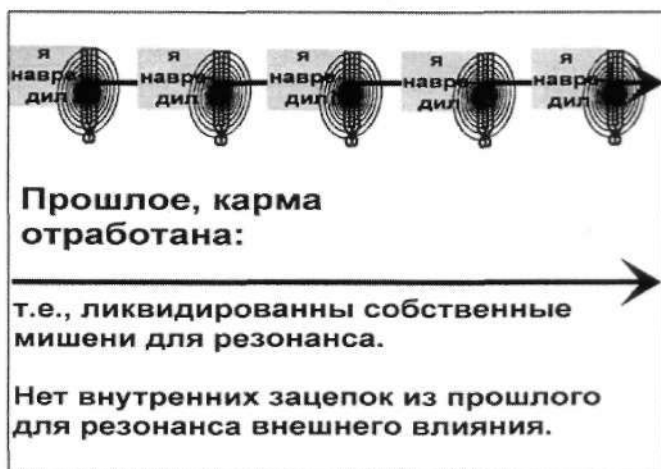 я я я я я
навре навре навре навре навре
дил дил дил дил дил
Прошлое, карма
отработана:
т.е., ликвидированны собственные
мишени для резонанса.
Нет внутренних зацепок из прошлого
для резонанса внешнего влияния.